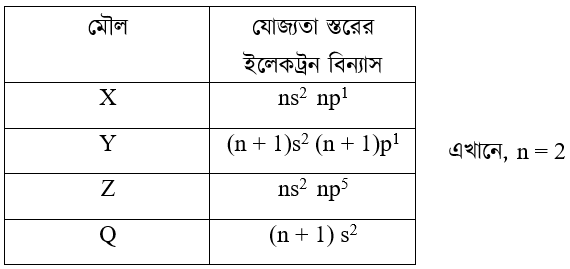 মৌল যোজ্যতা স্তরের
ইলেকট্রন বিন্যাস
X ns² np¹
Y (n + 1)s² (n + 1)p¹
এখানে, n = 2
Z ns² np⁵
Q (n + 1) s²